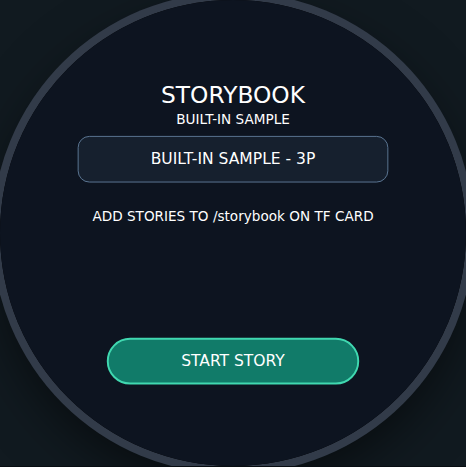 STORYBOOK
BUILT-IN SAMPLE
BUILT-IN SAMPLE - 3P
ADD STORIES TO /storybook ON TF CARD
START STORY